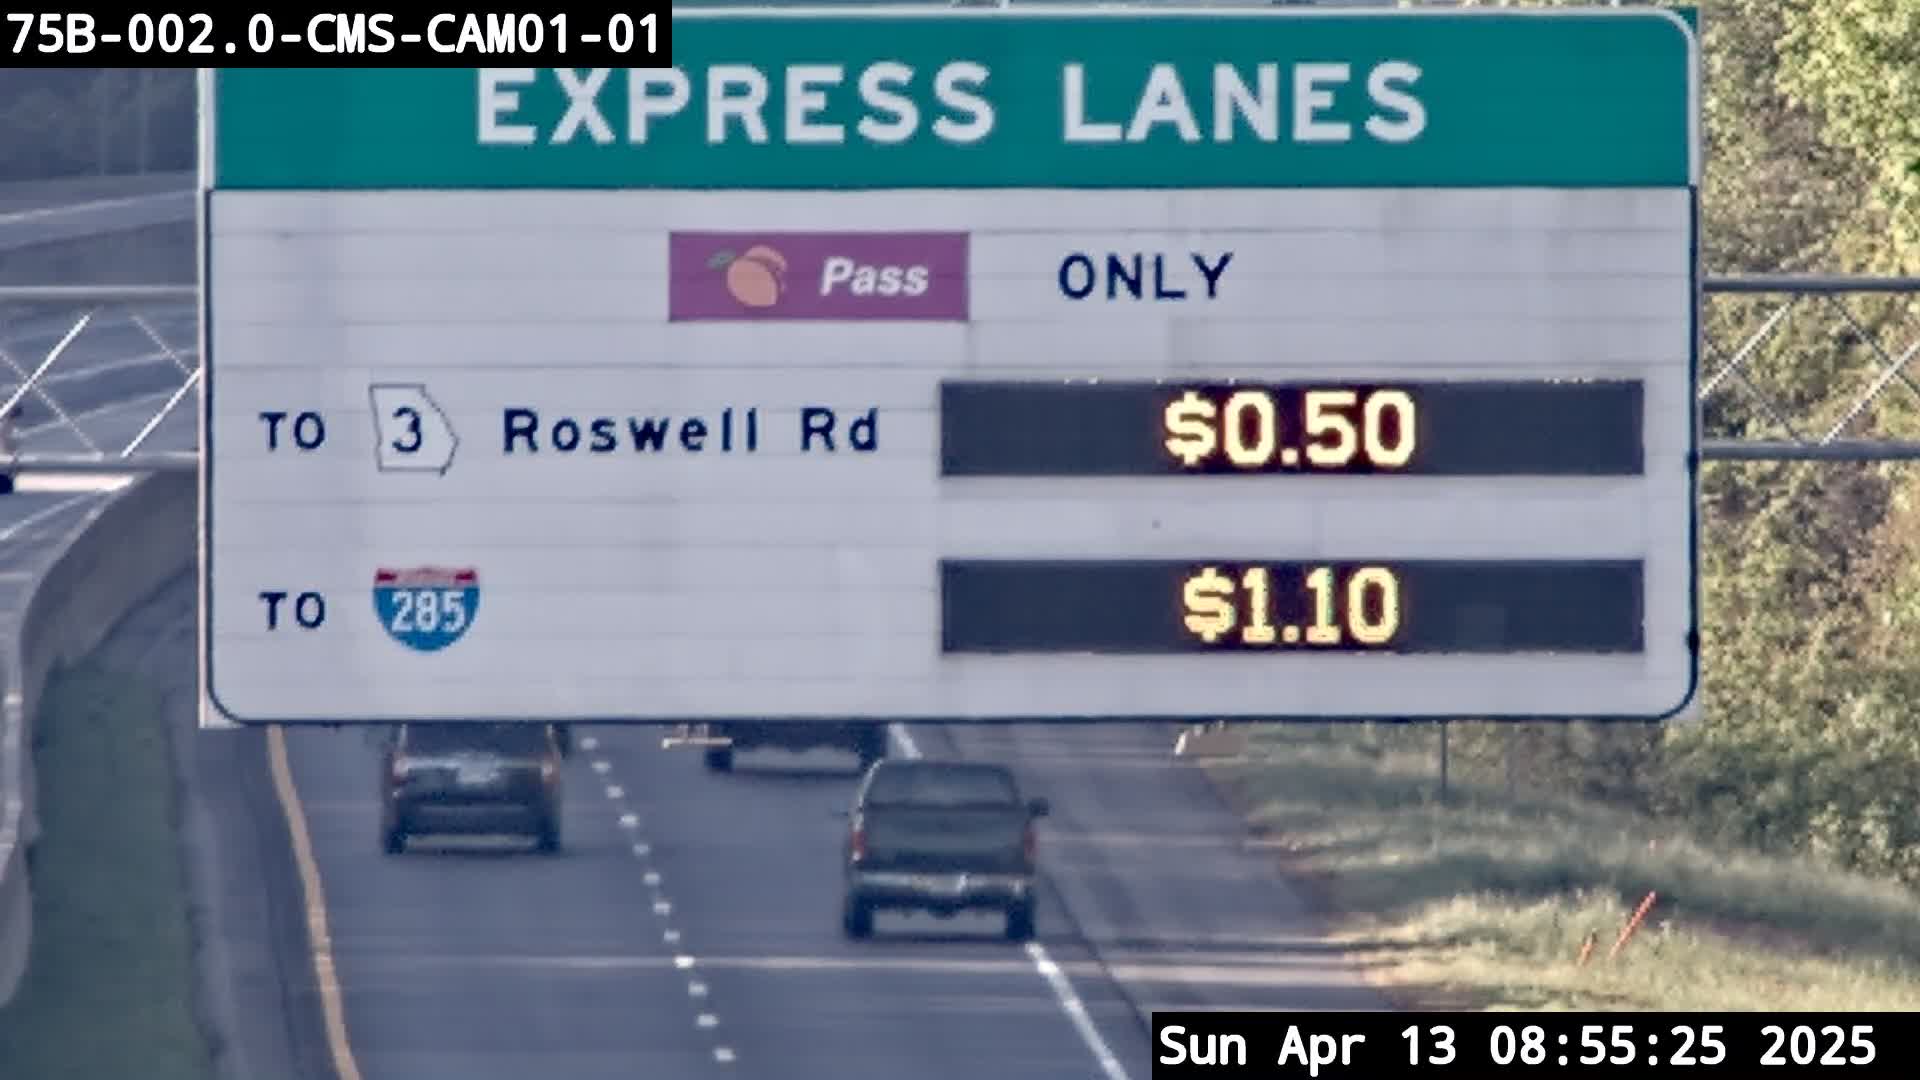 75B-002.0-CMS-CAM01-01
EXPRESS LANES
Pass ONLY
TO 3 Roswell Rd $0.50
TO 285 $1.10
Sun Apr 13 08:55:25 2025